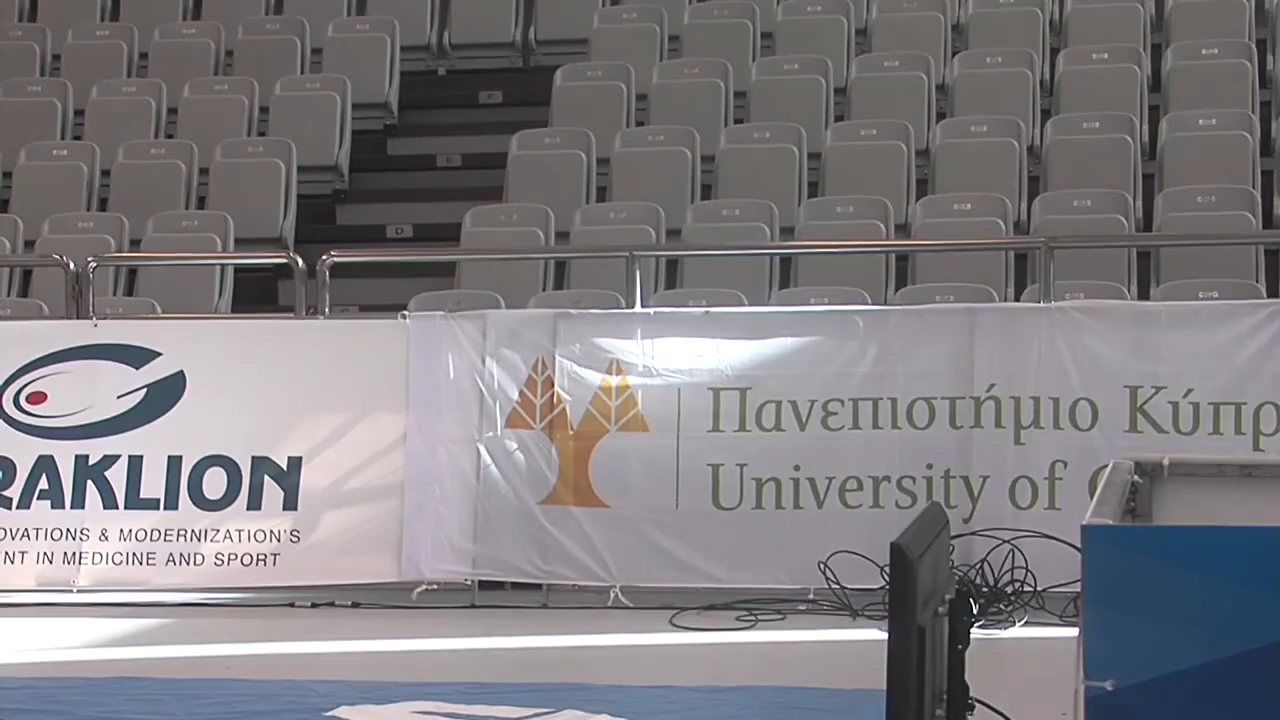 D
RAKLION
OVATIONS & MODERNIZATION'S
NT IN MEDICINE AND SPORT
Πανεπιστήμιο Κύπρ
University of